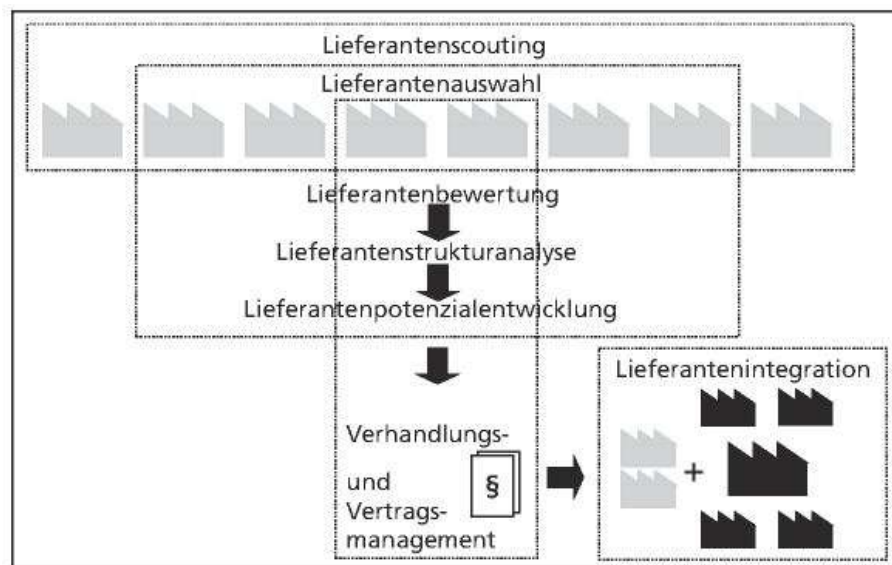 Lieferantenscouting
Lieferantenauswahl
Lieferantenbewertung
Lieferantenstrukturanalyse
Lieferantenpotenzialentwicklung
Lieferantenintegration
Verhandlungs-
und
Vertrags-
management
§
+